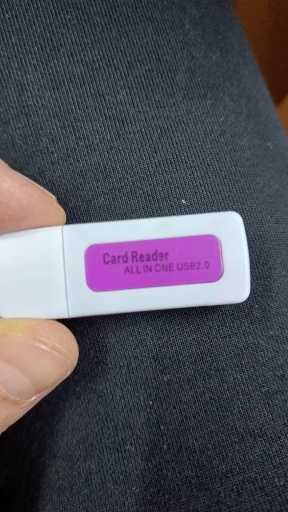 Card Reader
ALL IN ONE USB2.0